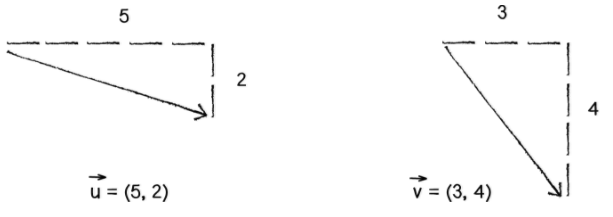 5
3
2
4
u = (5, 2)
v = (3, 4)